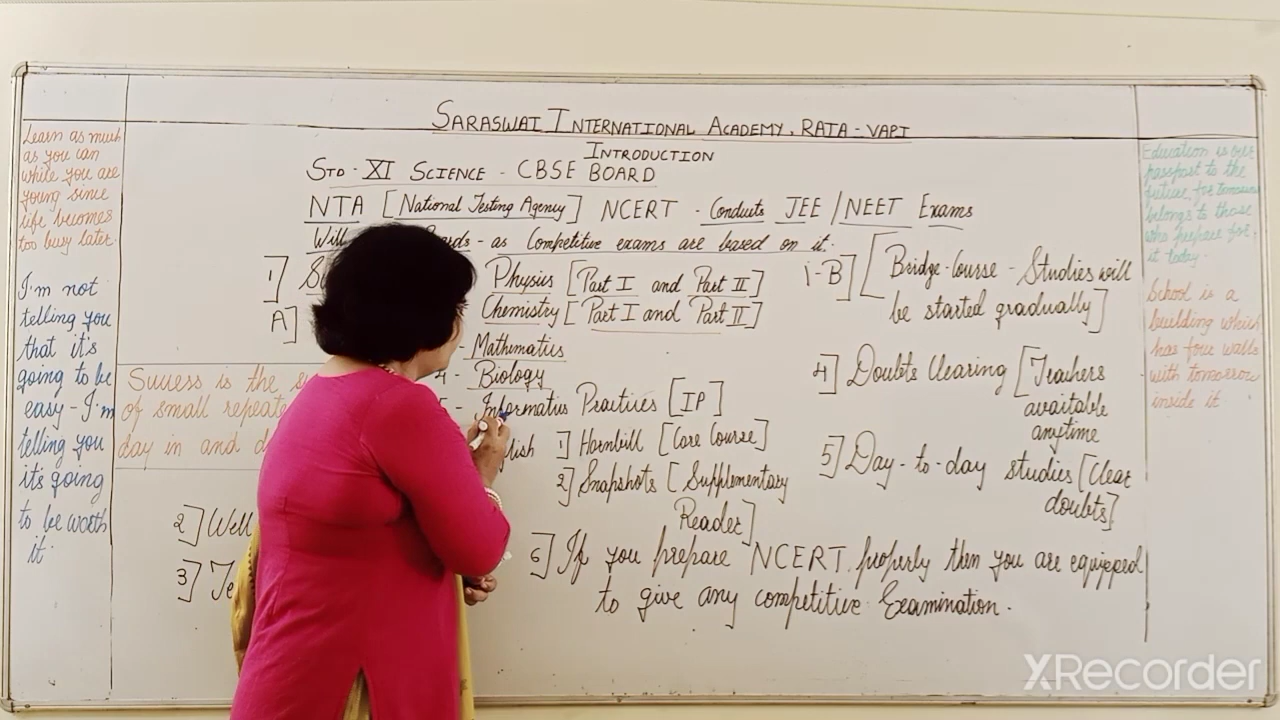 SARASWAT INTERNATIONAL ACADEMY, RATA - VAPI
INTRODUCTION
STD - XI SCIENCE - CBSE BOARD
NTA [National Testing Agency] NCERT - Conducts JEE / NEET Exams
Will - as Competitive exams are based on it.
1]
Physics [Part I and Part II]
A]
Chemistry [Part I and Part II]
- Mathematics
4 - Biology
5 - Informatics Practices [IP]
lish 1] Hornbill [Core Course]
2] Snapshots [Supplementary
Reader]
2] Well
3] Te
1-B] [Bridge-Course - Studies will
be started gradually]
4] Doubts Clearing [Teachers
available
anytime
5] Day-to-day studies [Clear
doubts]
6] If you prepare NCERT properly then you are equipped
to give any competitive Examination.
Learn as much
as you can
while you are
young since
life becomes
too busy later.
I'm not
telling you
that it's
going to be
easy - I'm
telling you
it's going
to be worth
it.
Success is the
of small repeate
day in and d
Education is our
passport to the
future, for tomorrow
belongs to those
who prepare for
it today.
School is a
building which
has four walls
with tomorrow
inside it
XRecorder